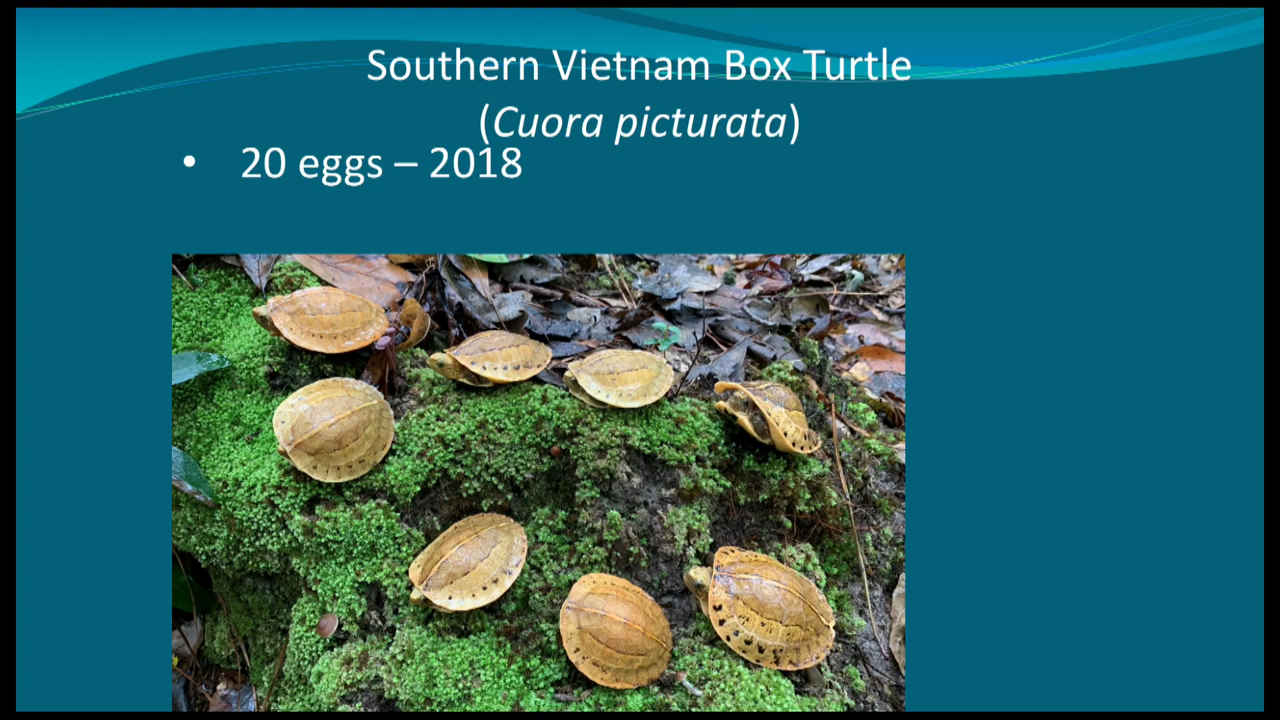 Southern Vietnam Box Turtle
(Cuora picturata)
• 20 eggs – 2018